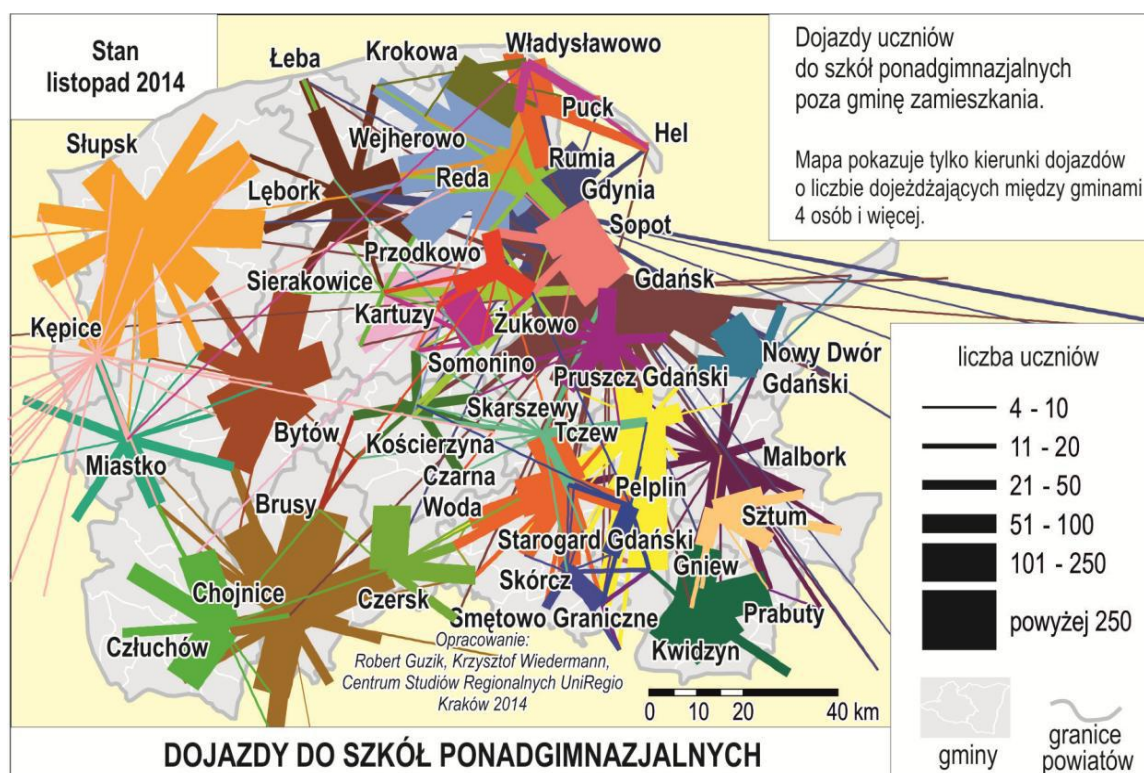 Stan
listopad 2014
Dojazdy uczniów
do szkół ponadgimnazjalnych
poza gminę zamieszkania.
Mapa pokazuje tylko kierunki dojazdów
o liczbie dojeżdżających między gminami
4 osób i więcej.
Łeba
Krokowa
Władysławowo
Puck
Hel
Słupsk
Wejherowo
Rumia
Lębork
Reda
Gdynia
Sopot
Przodkowo
Sierakowice
Gdańsk
Kępice
Kartuzy
Żukowo
Somonino
Pruszcz Gdański
Nowy Dwór
Gdański
Skarszewy
Bytów
Kościerzyna
Tczew
Miastko
Czarna
Woda
Malbork
Brusy
Pelplin
Sztum
Starogard Gdański
Chojnice
Skórcz
Gniew
Czersk
Smętowo Graniczne
Prabuty
Człuchów
Kwidzyn
Opracowanie:
Robert Guzik, Krzysztof Wiedermann,
Centrum Studiów Regionalnych UniRegio
Kraków 2014
0 10 20 40 km
liczba uczniów
4 - 10
11 - 20
21 - 50
51 - 100
101 - 250
powyżej 250
gminy
granice
powiatów
DOJAZDY DO SZKÓŁ PONADGIMNAZJALNYCH